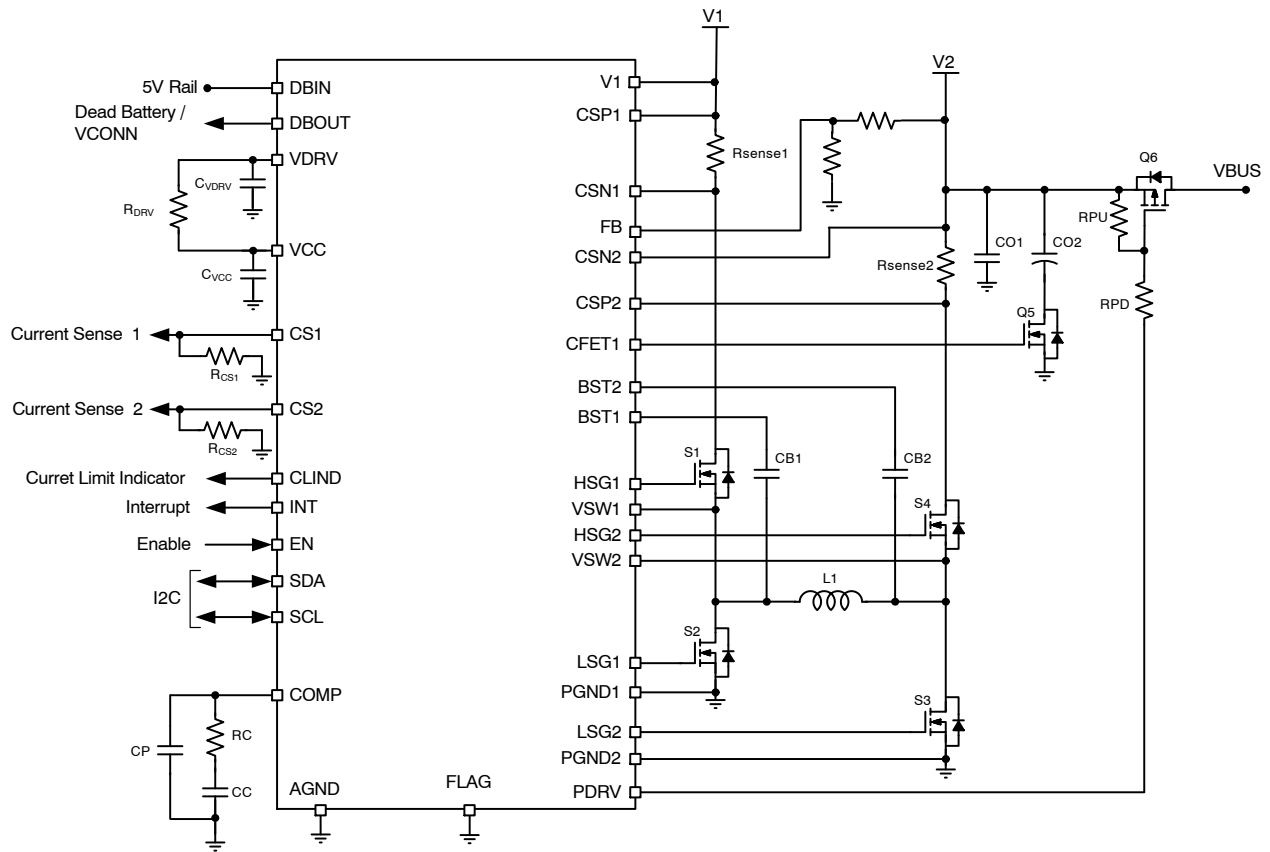 V1
V2
5V Rail
DBIN
V1
Dead Battery /
VCONN
DBOUT
CSP1
VDRV
CVDRV
RDRV
VCC
CVCC
Rsense1
CSN1
FB
CSN2
Rsense2
CSP2
CO1
CO2
Q6
VBUS
RPU
RPD
Q5
Current Sense 1
CS1
RCS1
CFET1
BST2
BST1
Current Sense 2
CS2
RCS2
CB1
CB2
S1
Curret Limit Indicator
CLIND
HSG1
Interrupt
INT
VSW1
S4
Enable
EN
HSG2
VSW2
I2C
SDA
SCL
L1
S2
LSG1
PGND1
COMP
S3
LSG2
RC
CP
PGND2
CC
AGND
FLAG
PDRV